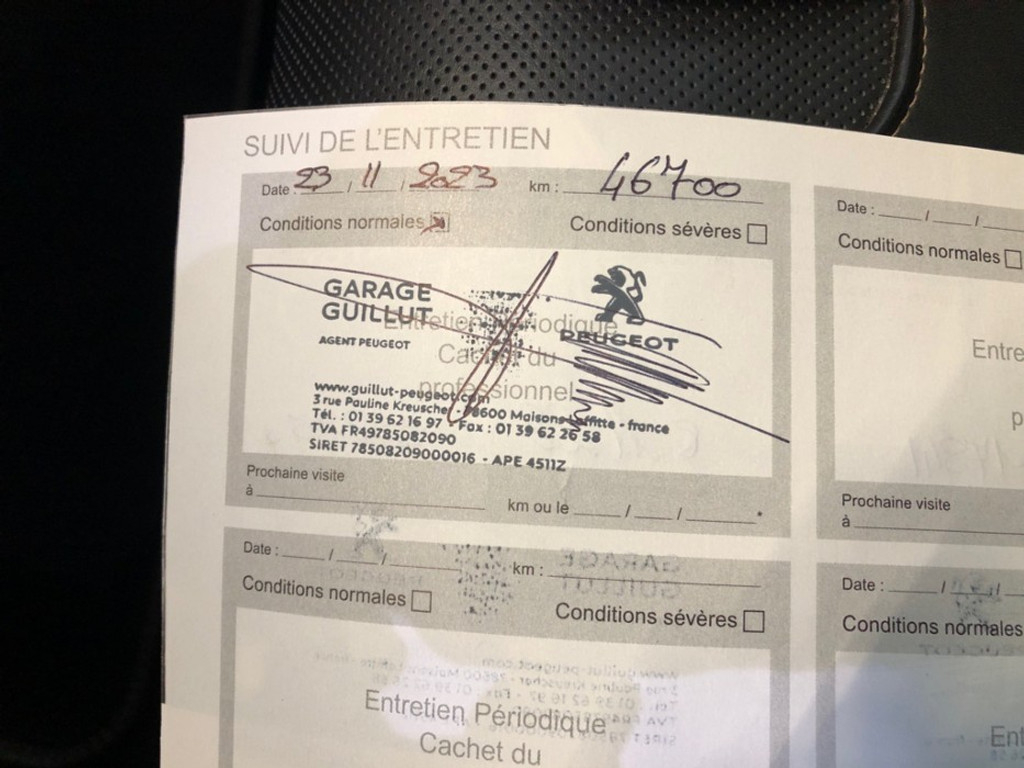 SUIVI DE L'ENTRETIEN
Date : 23 / 11 / 2023 km : 46700
Conditions normales Conditions sévères
GARAGE
GUILLUT
AGENT PEUGEOT
PEUGEOT
Entretien Périodique
Cachet du
professionnel
www.guillut-peugeot.com
3 rue Pauline Kreuscher - 78600 Maisons-Laffitte - france
Tél. : 01 39 62 16 97 - Fax : 01 39 62 26 58
TVA FR49785082090
SIRET 78508209000016 - APE 4511Z
Prochaine visite
à km ou le / / *
Date : / / km :
Conditions normales Conditions sévères
Entretien Périodique
Cachet du
Date : / /
Conditions normales
Entre
p
Prochaine visite
à
Date : / /
Conditions normales
Ent